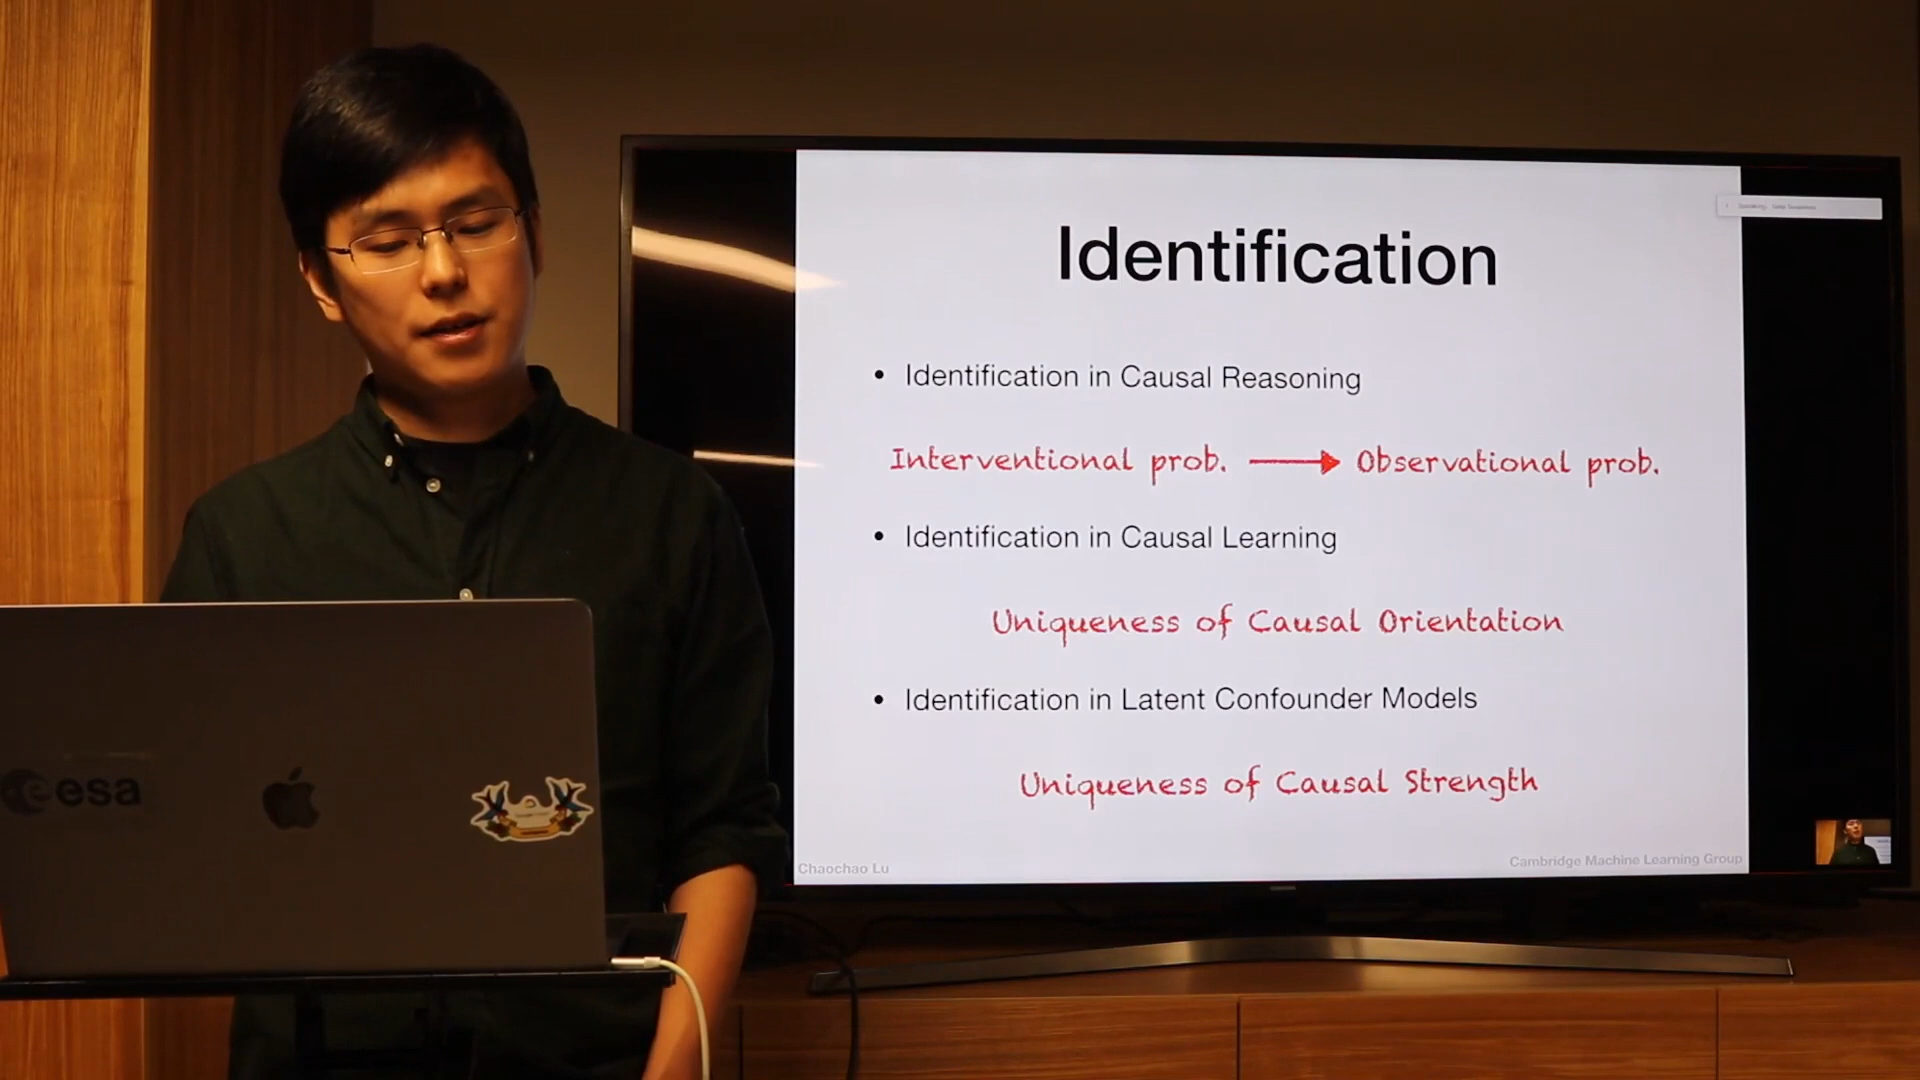 Identification
• Identification in Causal Reasoning
Interventional prob. → Observational prob.
• Identification in Causal Learning
Uniqueness of Causal Orientation
• Identification in Latent Confounder Models
Uniqueness of Causal Strength
Chaochao Lu
Cambridge Machine Learning Group
esa